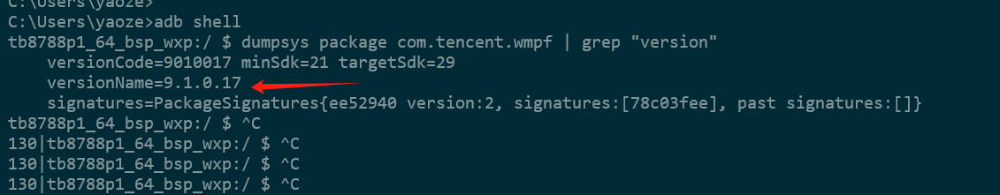 C:\Users\yaoze>
C:\Users\yaoze>adb shell
tb8788p1_64_bsp_wxp:/ $ dumpsys package com.tencent.wmpf | grep "version"
    versionCode=9010017 minSdk=21 targetSdk=29
    versionName=9.1.0.17
    signatures=PackageSignatures{ee52940 version:2, signatures:[78c03fee], past signatures:[]}
tb8788p1_64_bsp_wxp:/ $ ^C
130|tb8788p1_64_bsp_wxp:/ $ ^C
130|tb8788p1_64_bsp_wxp:/ $ ^C
130|tb8788p1_64_bsp_wxp:/ $ ^C